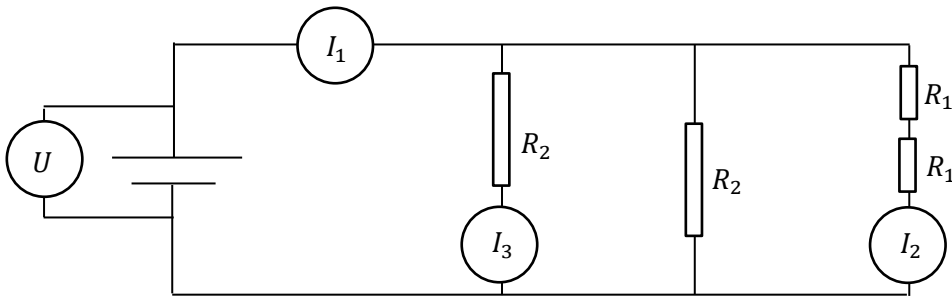 I₁
R₁
R₂
U
R₁
R₂
I₃
I₂